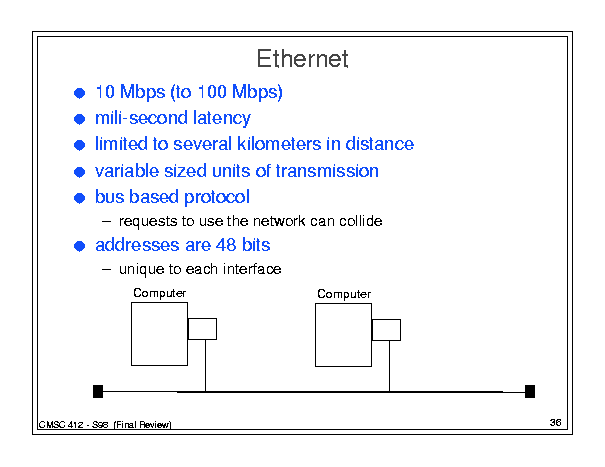 Ethernet
● 10 Mbps (to 100 Mbps)
● mili-second latency
● limited to several kilometers in distance
● variable sized units of transmission
● bus based protocol
– requests to use the network can collide
● addresses are 48 bits
– unique to each interface
Computer Computer
CMSC 412 - S98 (Final Review) 36